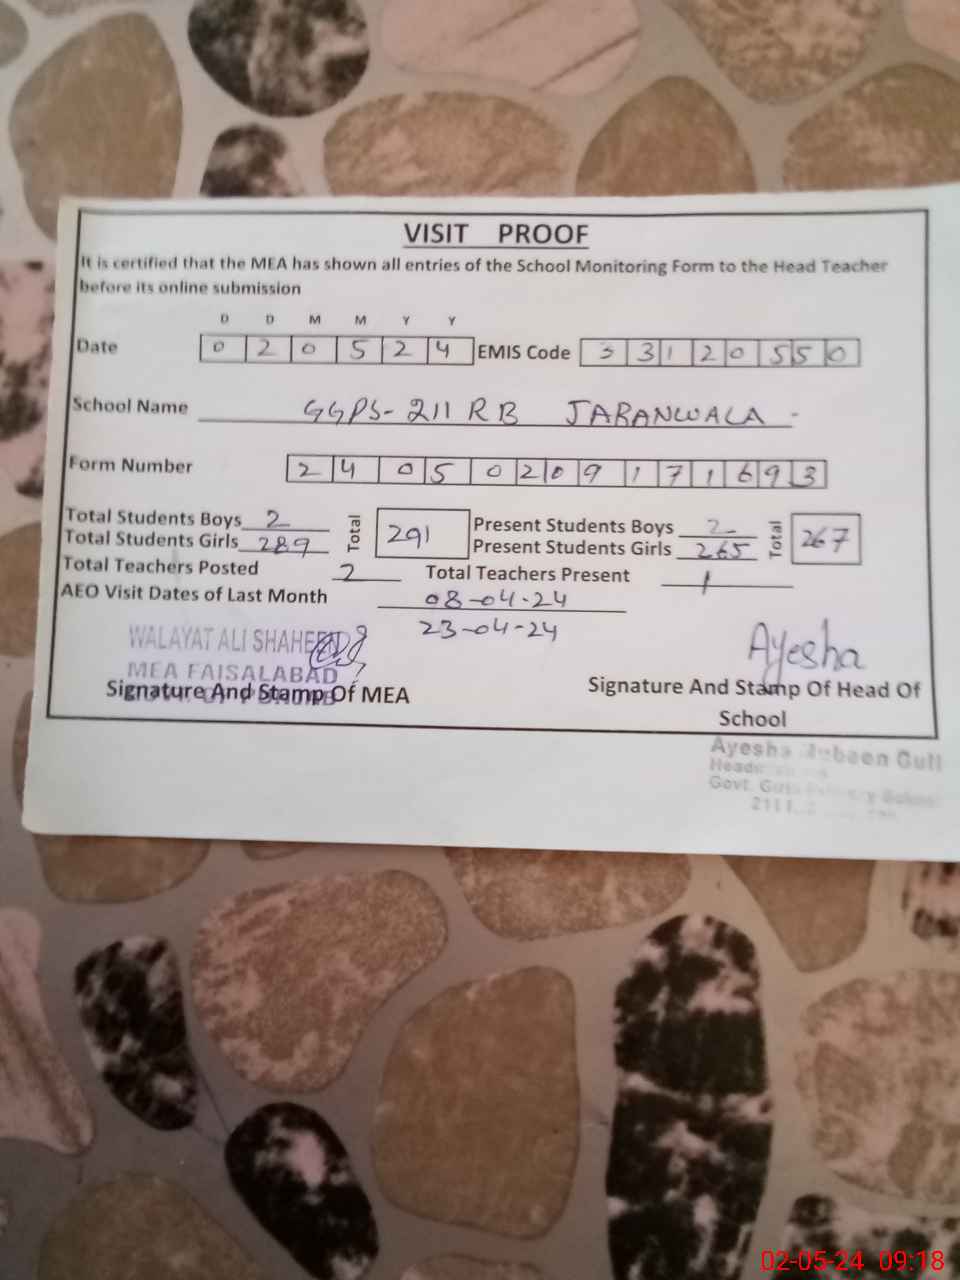 VISIT PROOF
It is certified that the MEA has shown all entries of the School Monitoring Form to the Head Teacher
before its online submission
D D M M Y Y
Date 0 2 0 5 2 4 EMIS Code 3 3 1 2 0 5 5 0
School Name GGPS-211 RB JARANWALA
Form Number 2 4 0 5 0 2 0 9 1 7 1 6 9 3
Total Students Boys 2 Total 291 Present Students Boys 2 Total 267
Total Students Girls 289 Present Students Girls 265
Total Teachers Posted 2 Total Teachers Present 1
AEO Visit Dates of Last Month 08-04-24
23-04-24
WALAYAT ALI SHAHEED
MEA FAISALABAD
Signature And Stamp Of MEA
Ayesha
Signature And Stamp Of Head Of
School
Ayesha Gull
Govt.
02-05-24 09:18